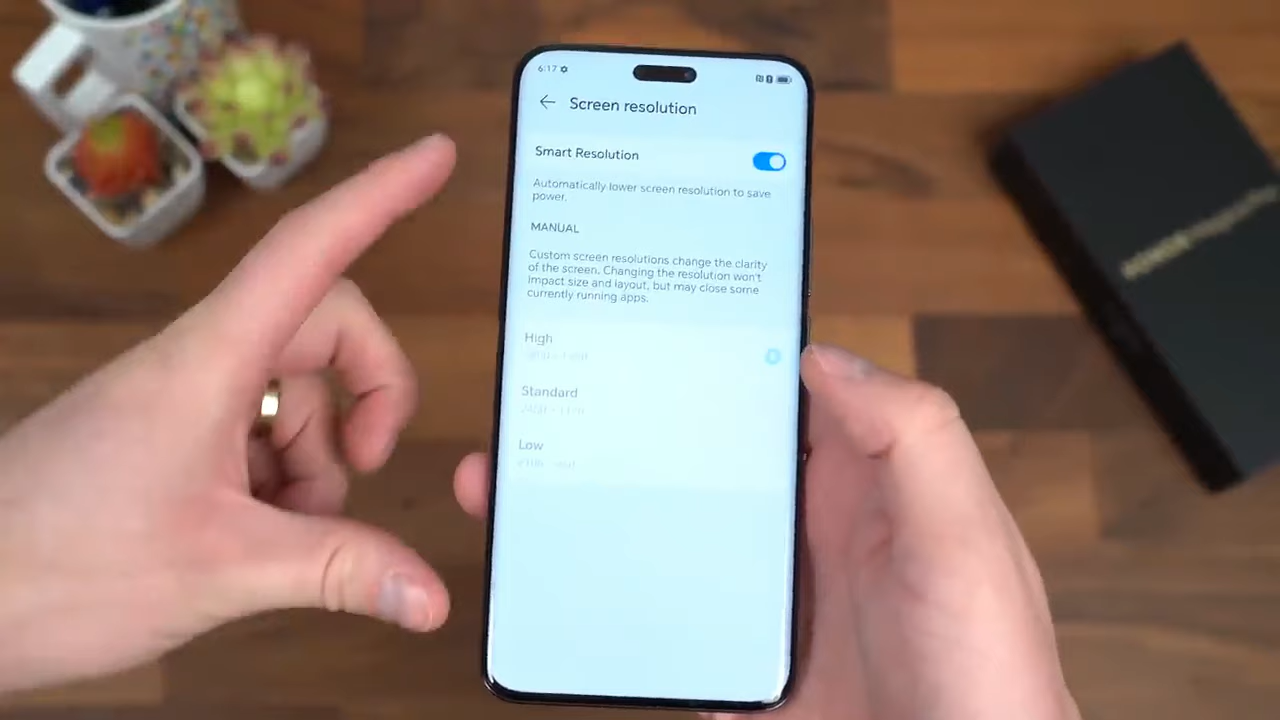 6:17
Screen resolution
Smart Resolution
Automatically lower screen resolution to save
power.
MANUAL
Custom screen resolutions change the clarity
of the screen. Changing the resolution won't
impact size and layout, but may close some
currently running apps.
High
Standard
Low
HONOR